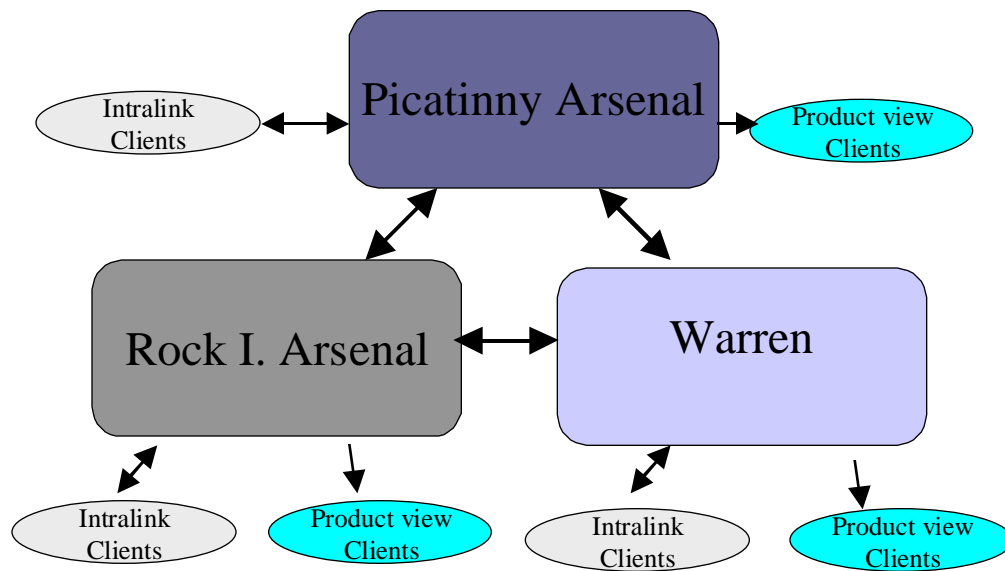 Picatinny Arsenal
Intralink
Clients
Product view
Clients
Rock I. Arsenal
Warren
Intralink
Clients
Product view
Clients
Intralink
Clients
Product view
Clients